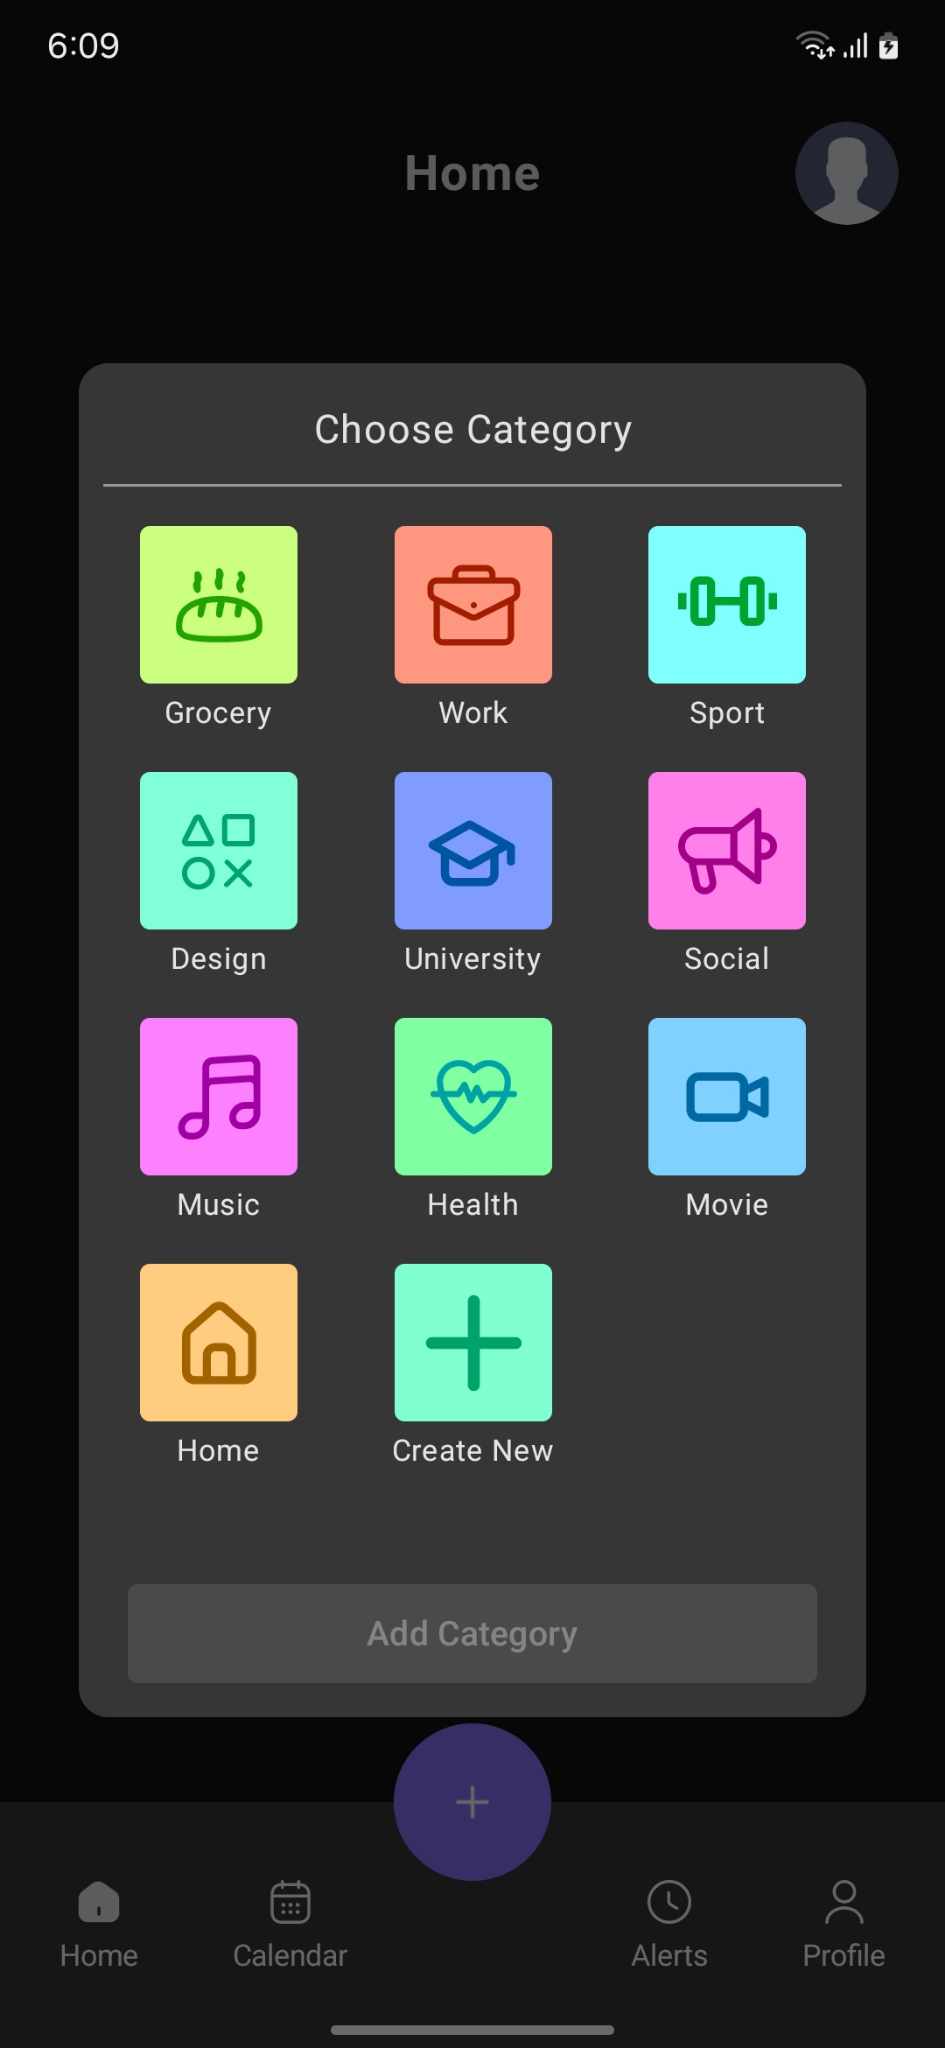 6:09
Home
Choose Category
Grocery
Work
Sport
Design
University
Social
Music
Health
Movie
Home
Create New
Add Category
Home
Calendar
Alerts
Profile